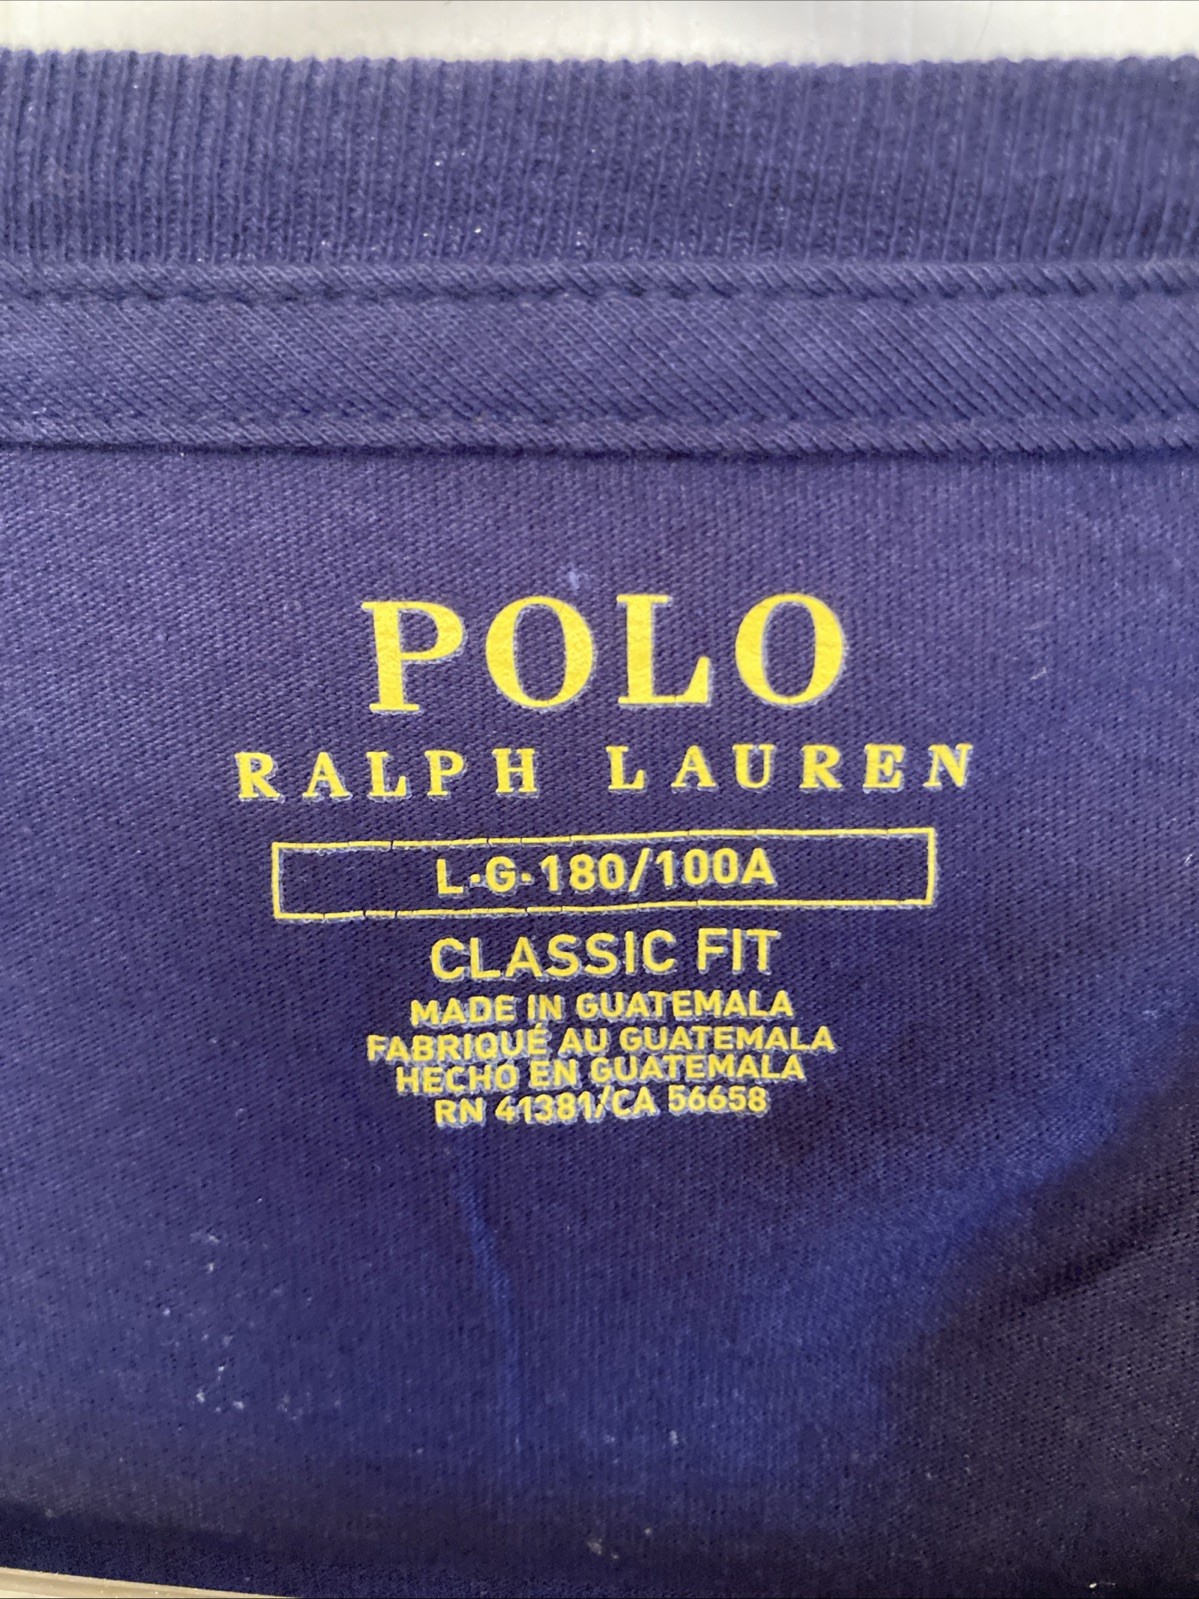 POLO
RALPH LAUREN
L·G·180/100A
CLASSIC FIT
MADE IN GUATEMALA
FABRIQUÉ AU GUATEMALA
HECHO EN GUATEMALA
RN 41381/CA 56658